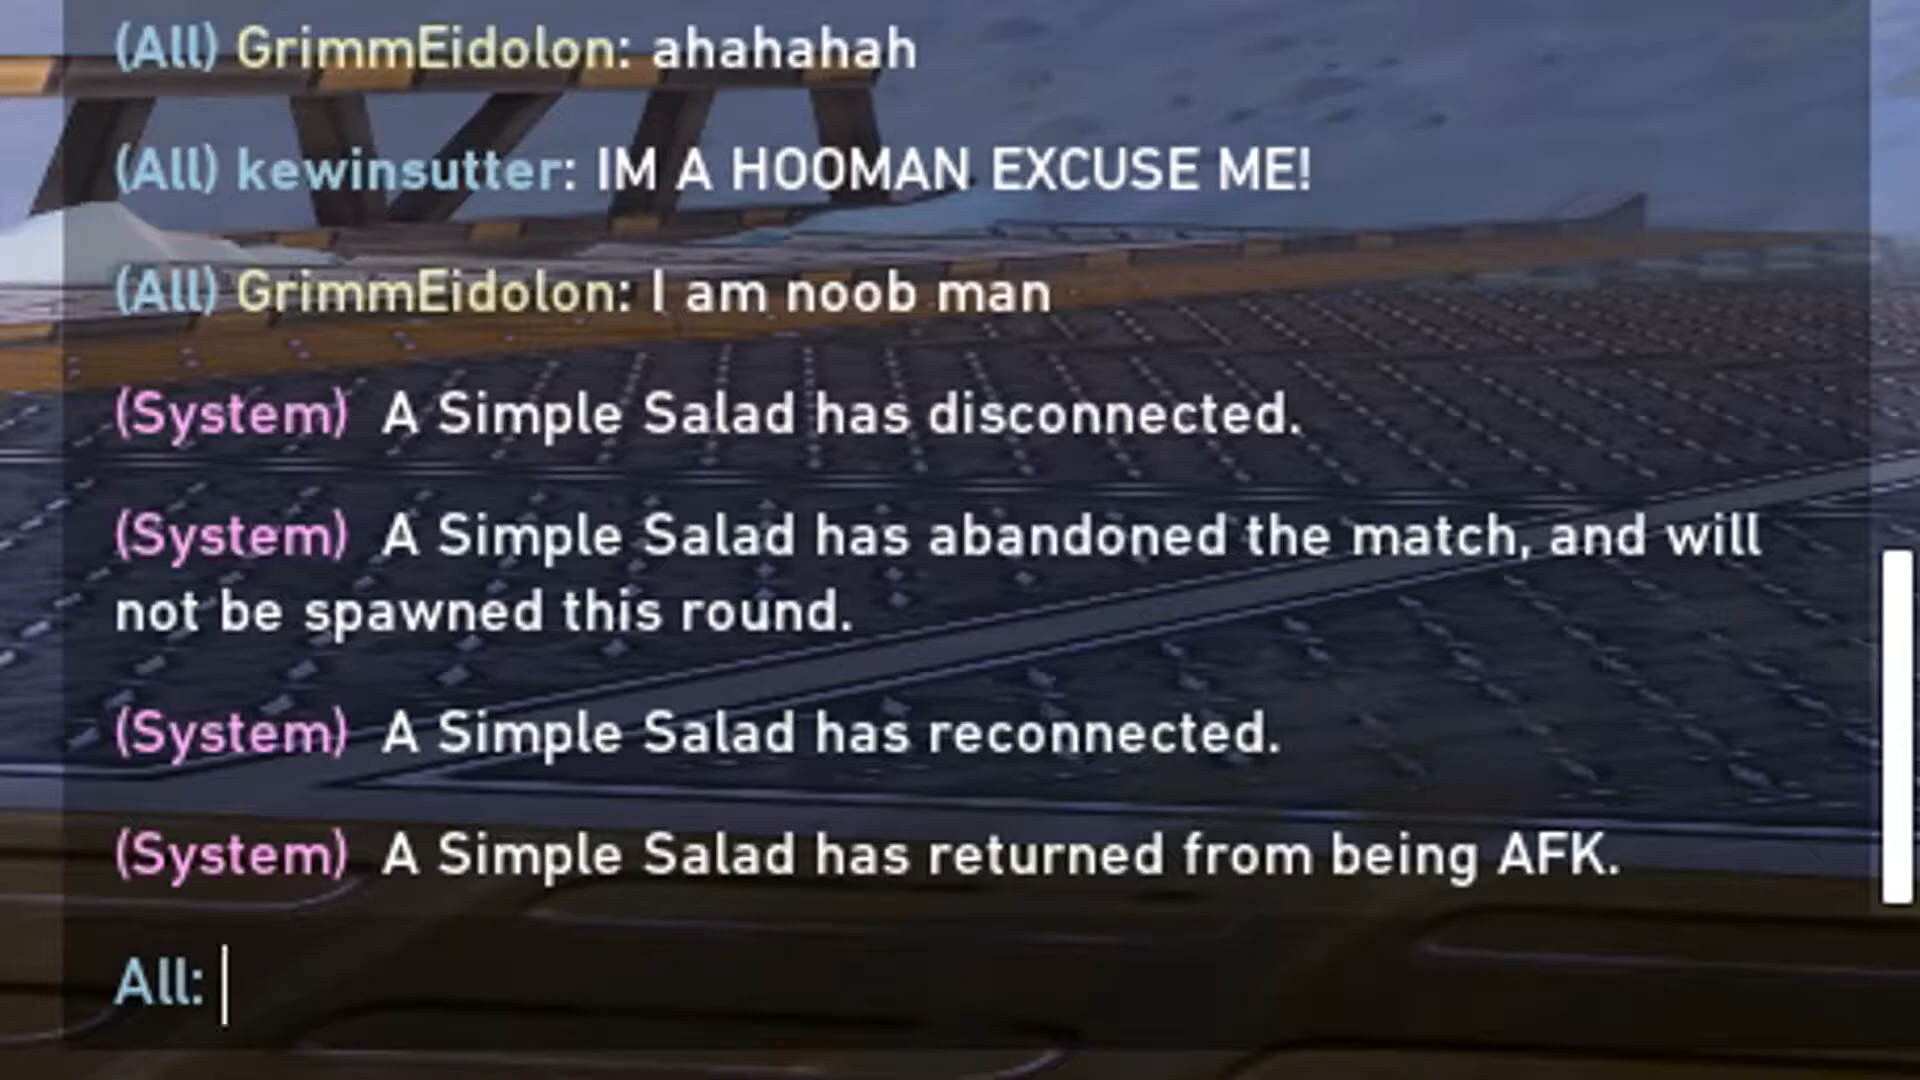 (All) GrimmEidolon: ahahahah
(All) kewinsutter: IM A HOOMAN EXCUSE ME!
(All) GrimmEidolon: I am noob man
(System) A Simple Salad has disconnected.
(System) A Simple Salad has abandoned the match, and will
not be spawned this round.
(System) A Simple Salad has reconnected.
(System) A Simple Salad has returned from being AFK.
All: